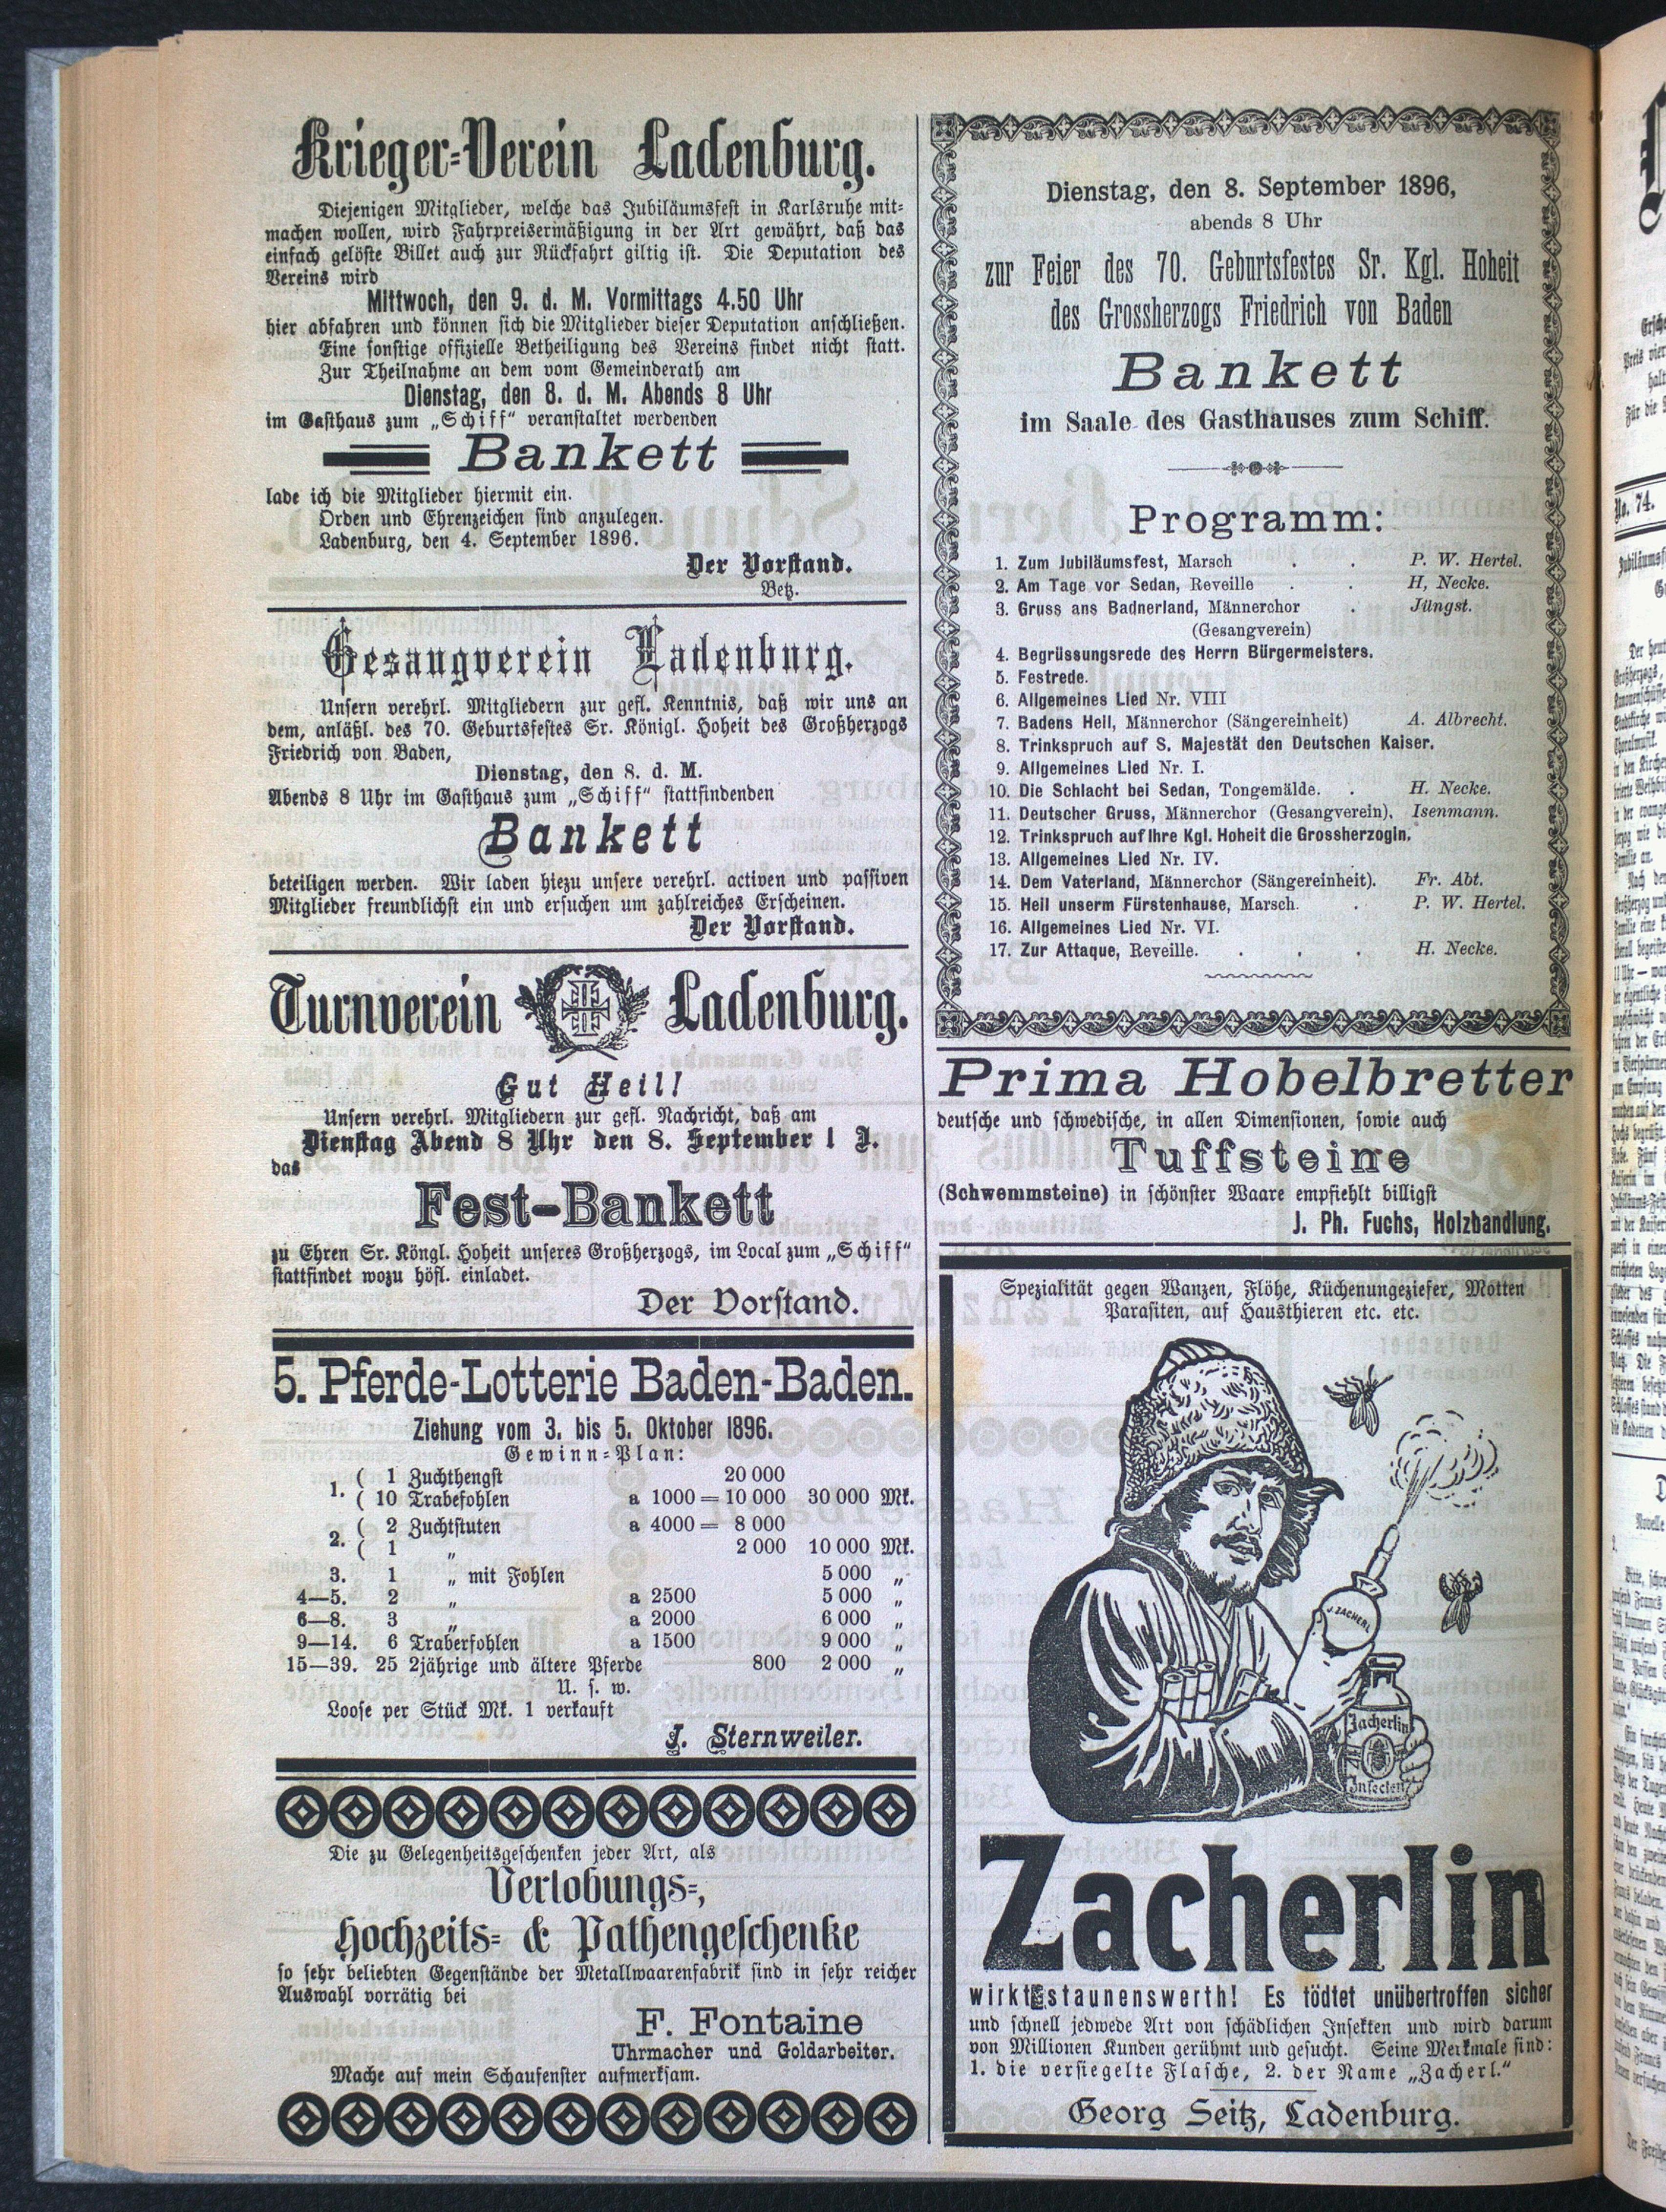 Krieger-Verein Ladenburg.
Diejenigen Mitglieder, welche das Jubiläumsfest in Karlsruhe mit-
machen wollen, wird Fahrpreisermäßigung in der Art gewährt, daß das
einfach gelöste Billet auch zur Rückfahrt giltig ist. Die Deputation des
Vereins wird
Mittwoch, den 9. d. M. Vormittags 4.50 Uhr
hier abfahren und können sich die Mitglieder dieser Deputation anschließen.
Eine sonstige offizielle Betheiligung des Vereins findet nicht statt.
Zur Theilnahme an dem vom Gemeinderath am
Dienstag, den 8. d. M. Abends 8 Uhr
im Gasthaus zum „Schiff“ veranstaltet werdenden
Bankett
lade ich die Mitglieder hiermit ein.
Orden und Ehrenzeichen sind anzulegen.
Ladenburg, den 4. September 1896.
Der Vorstand.
Betz.
Gesangverein Ladenburg.
Unsern verehrl. Mitgliedern zur gefl. Kenntnis, daß wir uns an
dem, anläßl. des 70. Geburtsfestes Sr. Königl. Hoheit des Großherzogs
Friedrich von Baden,
Dienstag, den 8. d. M.
Abends 8 Uhr im Gasthaus zum „Schiff“ stattfindenden
Bankett
beteiligen werden. Wir laden hiezu unsere verehrl. activen und passiven
Mitglieder freundlichst ein und ersuchen um zahlreiches Erscheinen.
Der Vorstand.
Turnverein Ladenburg.
Gut Heil!
Unsern verehrl. Mitgliedern zur gefl. Nachricht, daß am
Dienstag Abend 8 Uhr den 8. September l J.
das
Fest-Bankett
zu Ehren Sr. Köngl. Hoheit unseres Großherzogs, im Local zum „Schiff“
stattfindet wozu höfl. einladet.
Der Vorstand.
5. Pferde-Lotterie Baden-Baden.
Ziehung vom 3. bis 5. Oktober 1896.
Gewinn-Plan:
1. ( 1 Zuchthengst 20 000
( 10 Trabefohlen a 1000 = 10 000 30 000 Mk.
2. ( 2 Zuchtstuten a 4000 = 8 000
( 1 „ 2 000 10 000 Mk.
3. 1 „ mit Fohlen 5 000 „
4—5. 2 „ a 2500 5 000 „
6—8. 3 „ a 2000 6 000 „
9—14. 6 Traberfohlen a 1500 9 000 „
15—39. 25 2jährige und ältere Pferde 800 2 000 „
U. s. w.
Loose per Stück Mk. 1 verkauft
J. Sternweiler.
Die zu Gelegenheitsgeschenken jeder Art, als
Verlobungs-,
Hochzeits- & Pathengeschenke
so sehr beliebten Gegenstände der Metallwaarenfabrik sind in sehr reicher
Auswahl vorrätig bei
F. Fontaine
Uhrmacher und Goldarbeiter.
Mache auf mein Schaufenster aufmerksam.
Dienstag, den 8. September 1896,
abends 8 Uhr
zur Feier des 70. Geburtsfestes Sr. Kgl. Hoheit
des Grossherzogs Friedrich von Baden
Bankett
im Saale des Gasthauses zum Schiff.
Programm:
1. Zum Jubiläumsfest, Marsch . . P. W. Hertel.
2. Am Tage vor Sedan, Reveille . . H, Necke.
3. Gruss ans Badnerland, Männerchor . Jüngst.
(Gesangverein)
4. Begrüssungsrede des Herrn Bürgermeisters.
5. Festrede.
6. Allgemeines Lied Nr. VIII
7. Badens Heil, Männerchor (Sängereinheit) A. Albrecht.
8. Trinkspruch auf S. Majestät den Deutschen Kaiser.
9. Allgemeines Lied Nr. I.
10. Die Schlacht bei Sedan, Tongemälde. . H. Necke.
11. Deutscher Gruss, Männerchor (Gesangverein). Isenmann.
12. Trinkspruch auf Ihre Kgl. Hoheit die Grossherzogin.
13. Allgemeines Lied Nr. IV.
14. Dem Vaterland, Männerchor (Sängereinheit). Fr. Abt.
15. Heil unserm Fürstenhause, Marsch. . P. W. Hertel.
16. Allgemeines Lied Nr. VI.
17. Zur Attaque, Reveille. . . . H. Necke.
Prima Hobelbretter
deutsche und schwedische, in allen Dimensionen, sowie auch
Tuffsteine
(Schwemmsteine) in schönster Waare empfiehlt billigst
J. Ph. Fuchs, Holzhandlung.
Spezialität gegen Wanzen, Flöhe, Küchenungeziefer, Motten
Parasiten, auf Hausthieren etc. etc.
J. ZACHERL
Zacherlin
Insecten
Zacherlin
wirkt staunenswerth! Es tödtet unübertroffen sicher
und schnell jedwede Art von schädlichen Insekten und wird darum
von Millionen Kunden gerühmt und gesucht. Seine Merkmale sind:
1. die versiegelte Flasche, 2. der Name „Zacherl.“
Georg Seitz, Ladenburg.
No. 74.